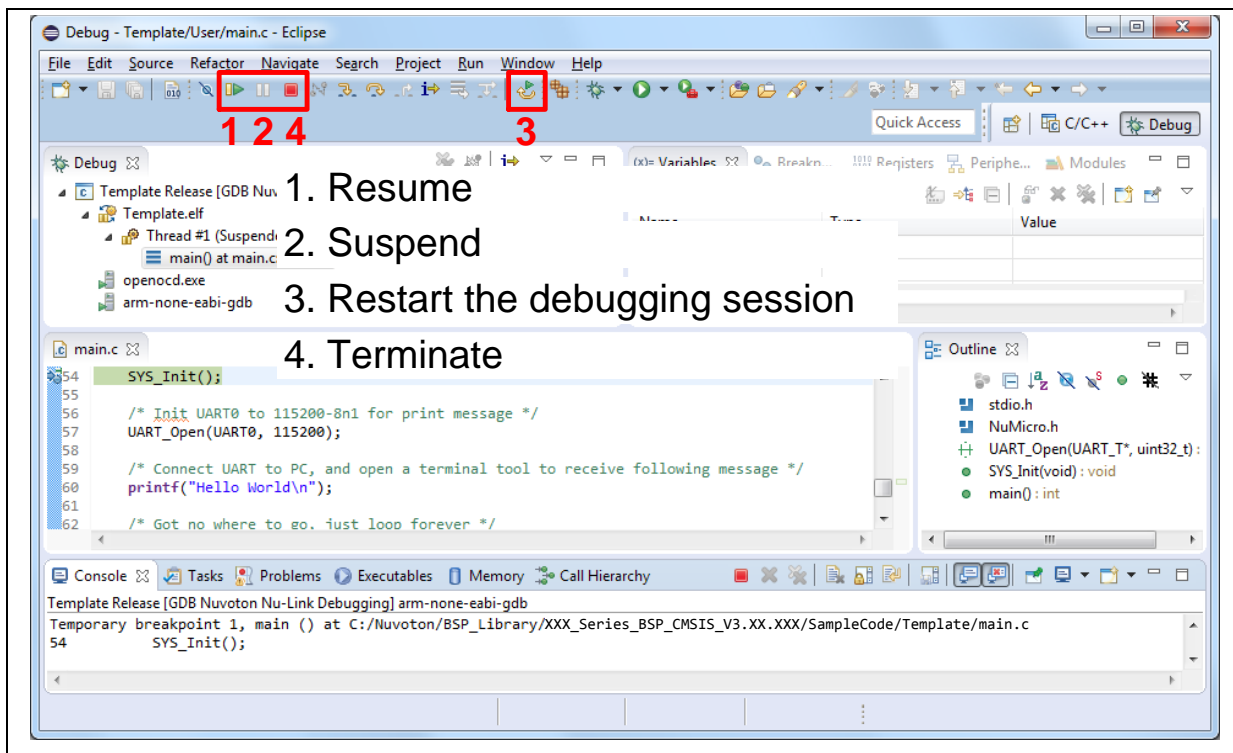 Debug - Template/User/main.c - Eclipse
File Edit Source Refactor Navigate Search Project Run Window Help
1 2 4 3
Quick Access C/C++ Debug
Debug
Template Release [GDB Nuv
Template.elf
Thread #1 (Suspend
main() at main.c
openocd.exe
arm-none-eabi-gdb
1. Resume
2. Suspend
3. Restart the debugging session
4. Terminate
(x)= Variables Breakp... Registers Periphe... Modules
Name Type Value
main.c
54 SYS_Init();
55
56 /* Init UART0 to 115200-8n1 for print message */
57 UART_Open(UART0, 115200);
58
59 /* Connect UART to PC, and open a terminal tool to receive following message */
60 printf("Hello World\n");
61
62 /* Got no where to go, just loop forever */
Outline
stdio.h
NuMicro.h
UART_Open(UART_T*, uint32_t) :
SYS_Init(void) : void
main() : int
Console Tasks Problems Executables Memory Call Hierarchy
Template Release [GDB Nuvoton Nu-Link Debugging] arm-none-eabi-gdb
Temporary breakpoint 1, main () at C:/Nuvoton/BSP_Library/XXX_Series_BSP_CMSIS_V3.XX.XXX/SampleCode/Template/main.c
54 SYS_Init();